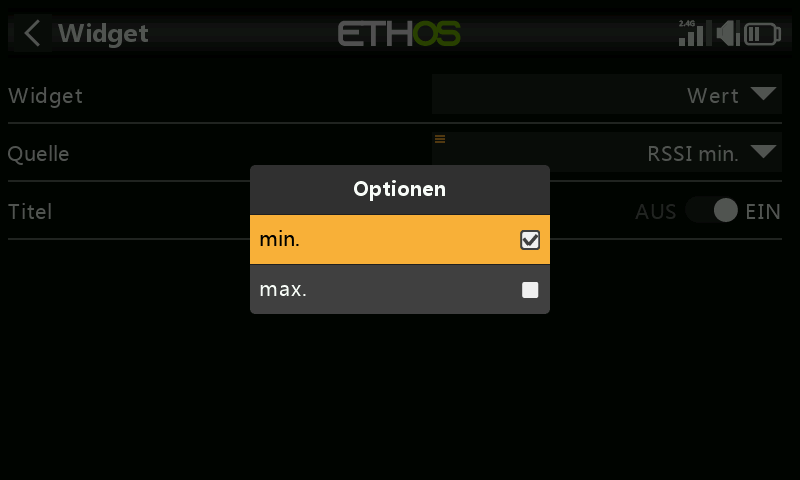 Widget
ETHOS
2.4G
Widget
Wert
Quelle
RSSI min.
Titel
AUS
EIN
Optionen
min.
max.